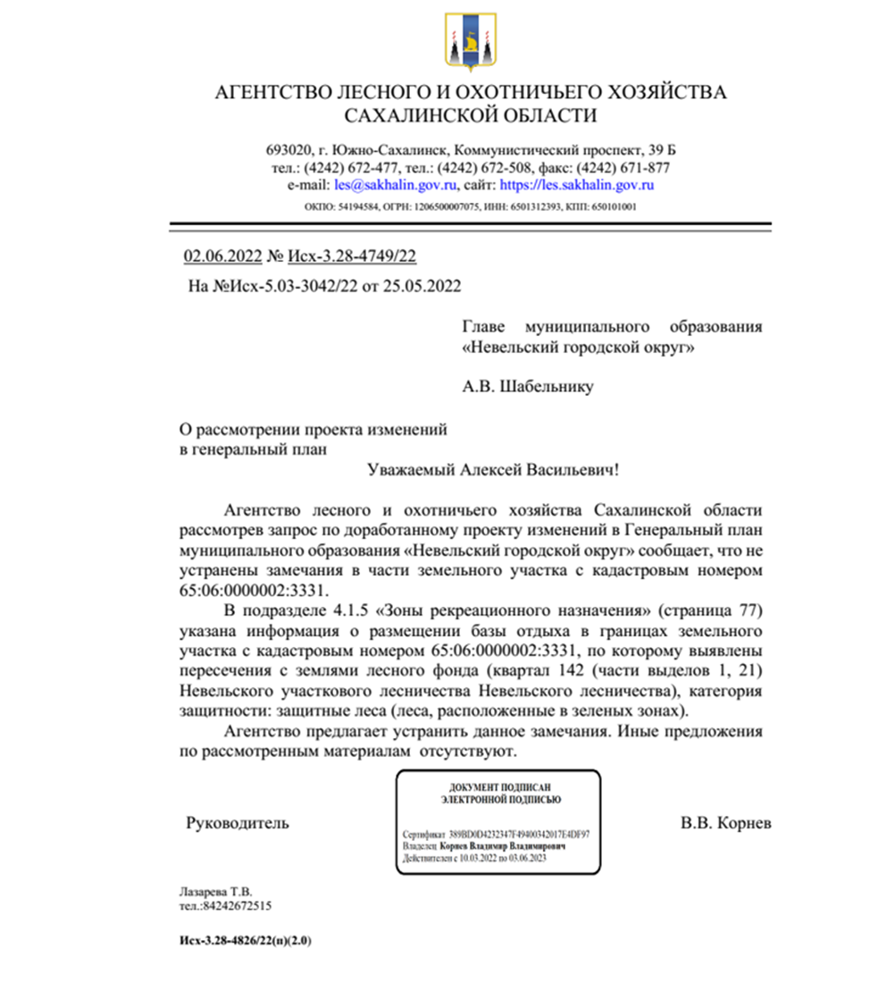 АГЕНТСТВО ЛЕСНОГО И ОХОТНИЧЬЕГО ХОЗЯЙСТВА
САХАЛИНСКОЙ ОБЛАСТИ
693020, г. Южно-Сахалинск, Коммунистический проспект, 39 Б
тел.: (4242) 672-477, тел.: (4242) 672-508, факс: (4242) 671-877
e-mail: les@sakhalin.gov.ru, сайт: https://les.sakhalin.gov.ru
ОКПО: 54194584, ОГРН: 1206500007075, ИНН: 6501312393, КПП: 650101001
02.06.2022 № Исх-3.28-4749/22
На №Исх-5.03-3042/22 от 25.05.2022
Главе муниципального образования
«Невельский городской округ»
А.В. Шабельнику
О рассмотрении проекта изменений
в генеральный план
Уважаемый Алексей Васильевич!
Агентство лесного и охотничьего хозяйства Сахалинской области
рассмотрев запрос по доработанному проекту изменений в Генеральный план
муниципального образования «Невельский городской округ» сообщает, что не
устранены замечания в части земельного участка с кадастровым номером
65:06:0000002:3331.
В подразделе 4.1.5 «Зоны рекреационного назначения» (страница 77)
указана информация о размещении базы отдыха в границах земельного
участка с кадастровым номером 65:06:0000002:3331, по которому выявлены
пересечения с землями лесного фонда (квартал 142 (части выделов 1, 21)
Невельского участкового лесничества Невельского лесничества), категория
защитности: защитные леса (леса, расположенные в зеленых зонах).
Агентство предлагает устранить данное замечания. Иные предложения
по рассмотренным материалам отсутствуют.
ДОКУМЕНТ ПОДПИСАН
ЭЛЕКТРОННОЙ ПОДПИСЬЮ
Руководитель
В.В. Корнев
Сертификат 389BD0D4232347F49400342017E4DF97
Владелец Корнев Владимир Владимирович
Действителен с 10.03.2022 по 03.06.2023
Лазарева Т.В.
тел.:84242672515
Исх-3.28-4826/22(п)(2.0)